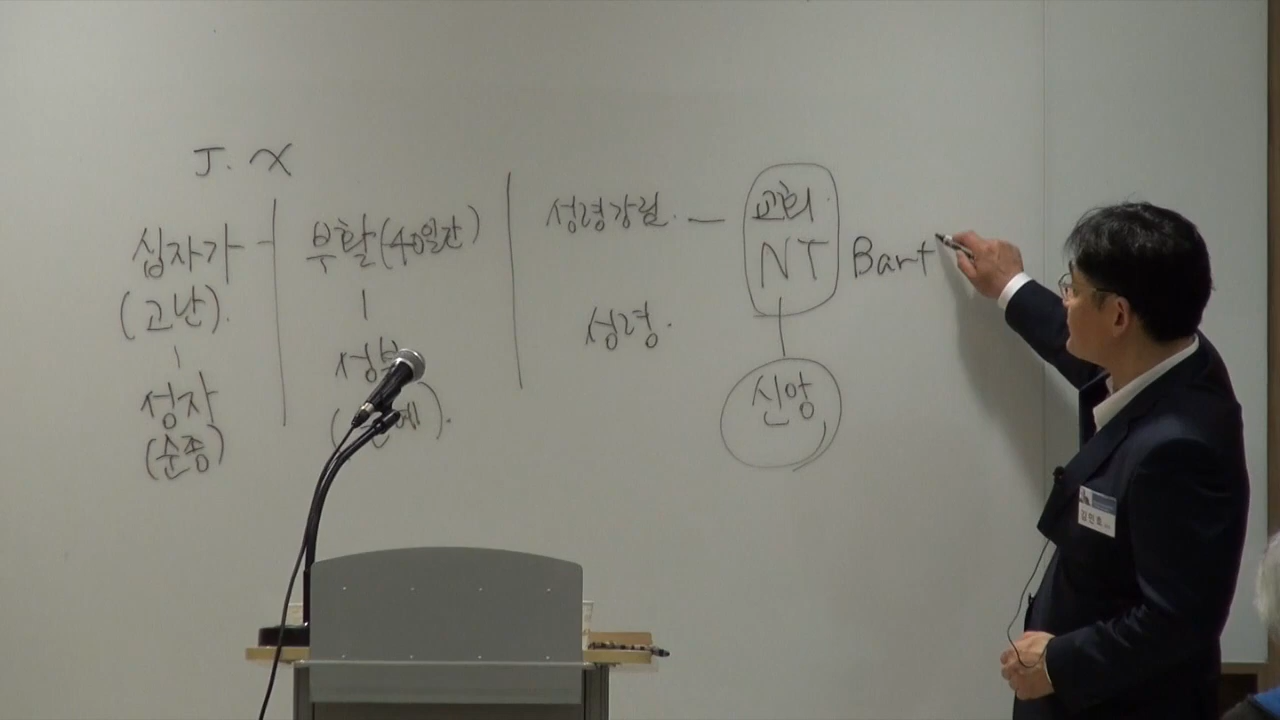 J. X
십자가
(고난).
성자
(순종)
부활(40일간)
성부
성령강림.
성령.
교회.
NT
Bart
신앙